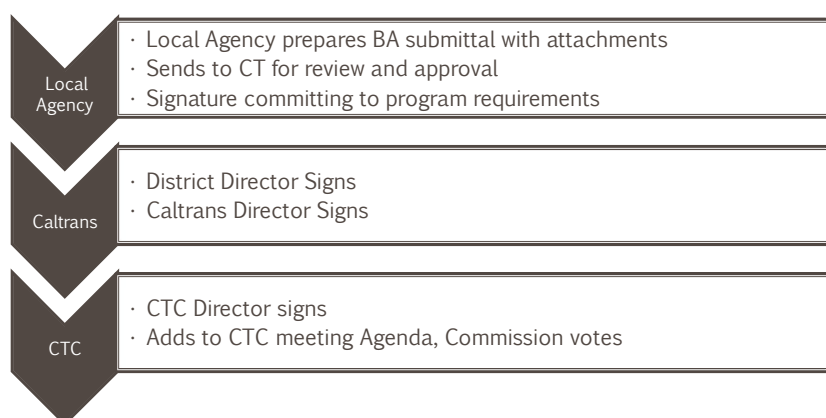 Local
Agency
· Local Agency prepares BA submittal with attachments
· Sends to CT for review and approval
· Signature committing to program requirements
Caltrans
· District Director Signs
· Caltrans Director Signs
CTC
· CTC Director signs
· Adds to CTC meeting Agenda, Commission votes